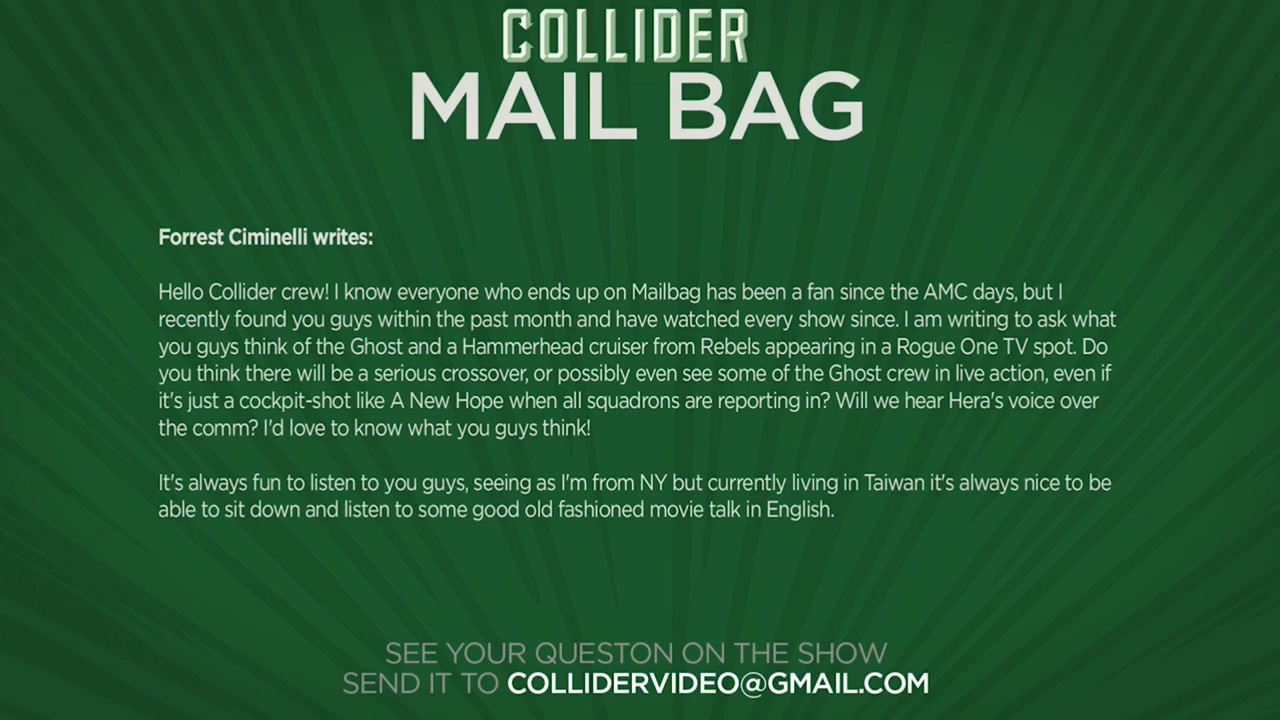 COLLIDER
MAIL BAG
Forrest Ciminelli writes:
Hello Collider crew! I know everyone who ends up on Mailbag has been a fan since the AMC days, but I
recently found you guys within the past month and have watched every show since. I am writing to ask what
you guys think of the Ghost and a Hammerhead cruiser from Rebels appearing in a Rogue One TV spot. Do
you think there will be a serious crossover, or possibly even see some of the Ghost crew in live action, even if
it's just a cockpit-shot like A New Hope when all squadrons are reporting in? Will we hear Hera's voice over
the comm? I'd love to know what you guys think!
It's always fun to listen to you guys, seeing as I'm from NY but currently living in Taiwan it's always nice to be
able to sit down and listen to some good old fashioned movie talk in English.
SEE YOUR QUESTON ON THE SHOW
SEND IT TO COLLIDERVIDEO@GMAIL.COM